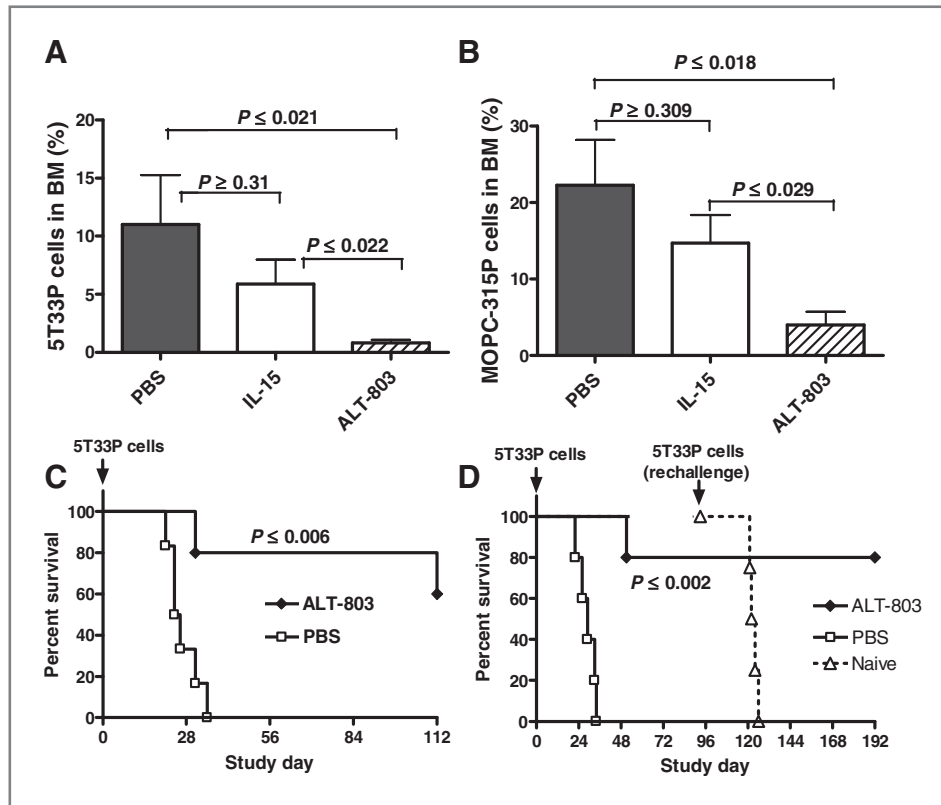 A
5T33P cells in BM (%)
20
15
10
5
0
P ≤ 0.021
P ≥ 0.31
P ≤ 0.022
PBS
IL-15
ALT-803
B
MOPC-315P cells in BM (%)
30
20
10
0
P ≤ 0.018
P ≥ 0.309
P ≤ 0.029
PBS
IL-15
ALT-803
C
5T33P cells
Percent survival
100
80
60
40
20
0
P ≤ 0.006
ALT-803
PBS
0 28 56 84 112
Study day
D
5T33P cells
5T33P cells
(rechallenge)
Percent survival
100
80
60
40
20
0
P ≤ 0.002
ALT-803
PBS
Naive
0 24 48 72 96 120 144 168 192
Study day